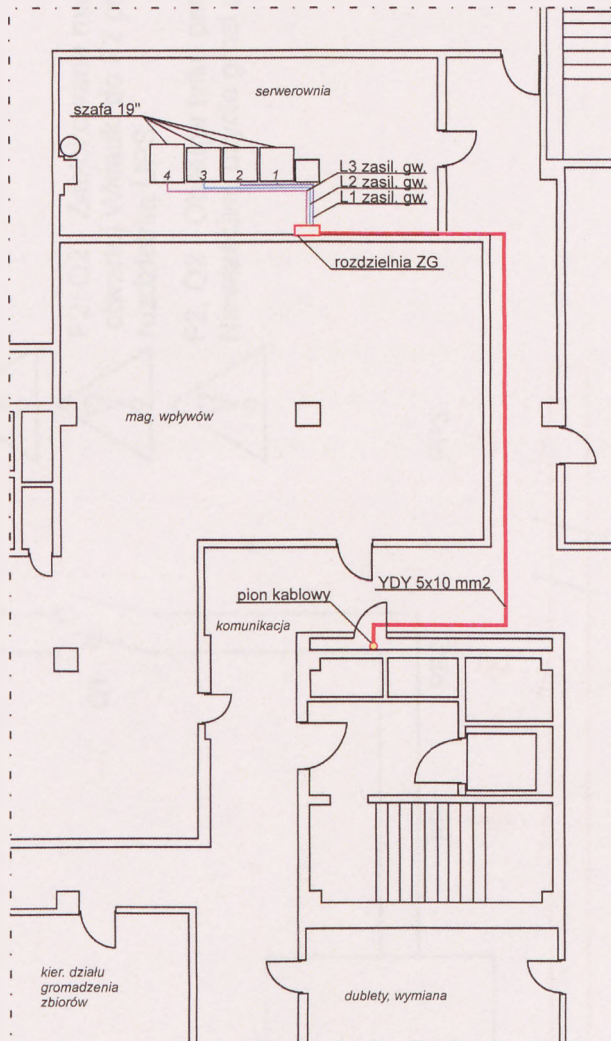 serwerownia
szafa 19"
4
3
2
1
L3 zasil. gw.
L2 zasil. gw.
L1 zasil. gw.
rozdzielnia ZG
mag. wpływów
YDY 5x10 mm2
pion kablowy
komunikacja
kier. działu
gromadzenia
zbiorów
dublety, wymiana